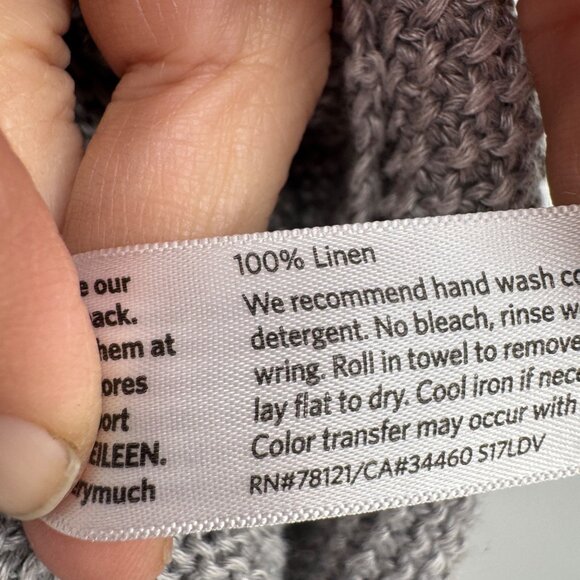 our
ack.
hem at
ores
ort
EILEEN.
rymuch
100% Linen
We recommend hand wash
detergent. No bleach, rinse
wring. Roll in towel to remove
lay flat to dry. Cool iron if
Color transfer may occur with
RN#78121/CA#34460 S17LDV